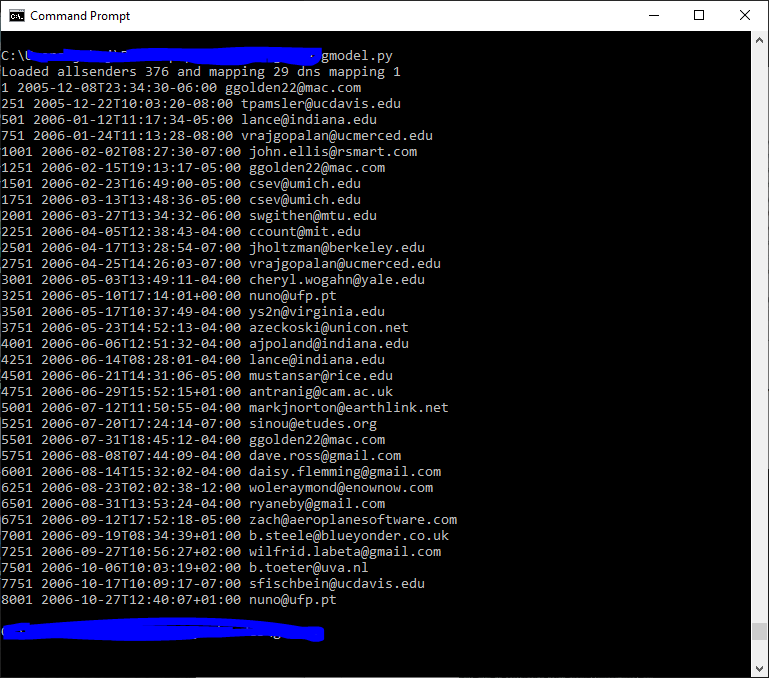 Command Prompt
C:\U gmodel.py
Loaded allsenders 376 and mapping 29 dns mapping 1
1 2005-12-08T23:34:30-06:00 ggolden22@mac.com
251 2005-12-22T10:03:20-08:00 tpamsler@ucdavis.edu
501 2006-01-12T11:17:34-05:00 lance@indiana.edu
751 2006-01-24T11:13:28-08:00 vrajgopalan@ucmerced.edu
1001 2006-02-02T08:27:30-07:00 john.ellis@rsmart.com
1251 2006-02-15T19:13:17-05:00 ggolden22@mac.com
1501 2006-02-23T16:49:00-05:00 csev@umich.edu
1751 2006-03-13T13:48:36-05:00 csev@umich.edu
2001 2006-03-27T13:34:32-06:00 swgithen@mtu.edu
2251 2006-04-05T12:38:43-04:00 ccount@mit.edu
2501 2006-04-17T13:28:54-07:00 jholtzman@berkeley.edu
2751 2006-04-25T14:26:03-07:00 vrajgopalan@ucmerced.edu
3001 2006-05-03T13:49:11-04:00 cheryl.wogahn@yale.edu
3251 2006-05-10T17:14:01+00:00 nuno@ufp.pt
3501 2006-05-17T10:37:49-04:00 ys2n@virginia.edu
3751 2006-05-23T14:52:13-04:00 azeckoski@unicon.net
4001 2006-06-06T12:51:32-04:00 ajpoland@indiana.edu
4251 2006-06-14T08:28:01-04:00 lance@indiana.edu
4501 2006-06-21T14:31:06-05:00 mustansar@rice.edu
4751 2006-06-29T15:52:15+01:00 antranig@cam.ac.uk
5001 2006-07-12T11:50:55-04:00 markjnorton@earthlink.net
5251 2006-07-20T17:24:14-07:00 sinou@etudes.org
5501 2006-07-31T18:45:12-04:00 ggolden22@mac.com
5751 2006-08-08T07:44:09-04:00 dave.ross@gmail.com
6001 2006-08-14T15:32:02-04:00 daisy.flemming@gmail.com
6251 2006-08-23T02:02:38-12:00 woleraymond@enownow.com
6501 2006-08-31T13:53:24-04:00 ryaneby@gmail.com
6751 2006-09-12T17:52:18-05:00 zach@aeroplanesoftware.com
7001 2006-09-19T08:34:39+01:00 b.steele@blueyonder.co.uk
7251 2006-09-27T10:56:27+02:00 wilfrid.labeta@gmail.com
7501 2006-10-06T10:03:19+02:00 b.toeter@uva.nl
7751 2006-10-17T10:09:17-07:00 sfischbein@ucdavis.edu
8001 2006-10-27T12:40:07+01:00 nuno@ufp.pt